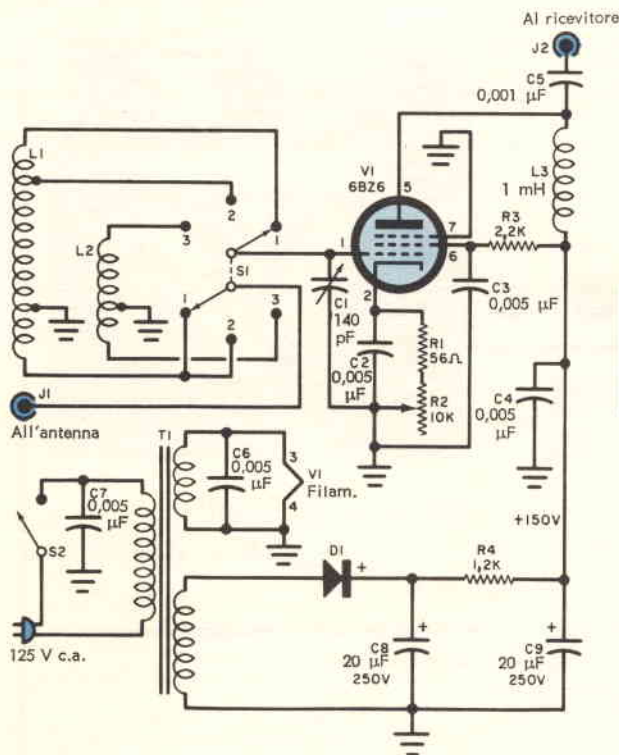 Al ricevitore
J2
C5
0,001 µF
L1
V1
6BZ6
5
L3
1 mH
2
1
3
L2
7
R3
2,2K
1
6
S1
C1
140
pF
2
C3
0,005 µF
1
3
2
R1
56Ω
C2
0,005
µF
R2
10K
C4
0,005
µF
J1
All'antenna
T1
C6
0,005
µF
3
V1
Filam.
4
C7
0,005
µF
S2
+150V
D1
+
R4
1,2K
125 V c.a.
C8
20 µF
250V
+
C9
20 µF
250V
+